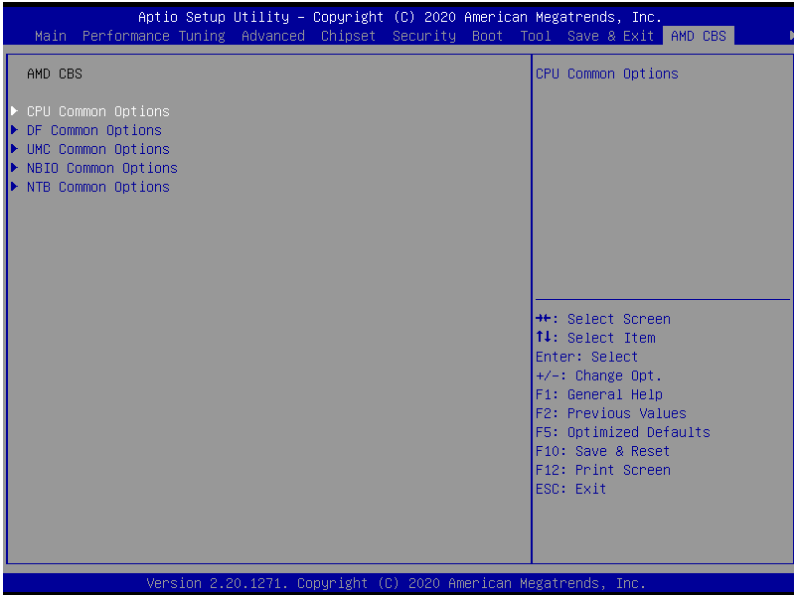 Aptio Setup Utility – Copyright (C) 2020 American Megatrends, Inc.
Main Performance Tuning Advanced Chipset Security Boot Tool Save & Exit AMD CBS
AMD CBS
CPU Common Options
DF Common Options
UMC Common Options
NBIO Common Options
NTB Common Options
CPU Common Options
→←: Select Screen
↑↓: Select Item
Enter: Select
+/-: Change Opt.
F1: General Help
F2: Previous Values
F5: Optimized Defaults
F10: Save & Reset
F12: Print Screen
ESC: Exit
Version 2.20.1271. Copyright (C) 2020 American Megatrends, Inc.